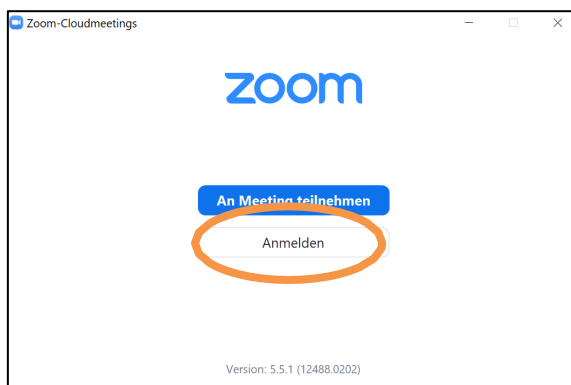 Zoom-Cloudmeetings
zoom
An Meeting teilnehmen
Anmelden
Version: 5.5.1 (12488.0202)